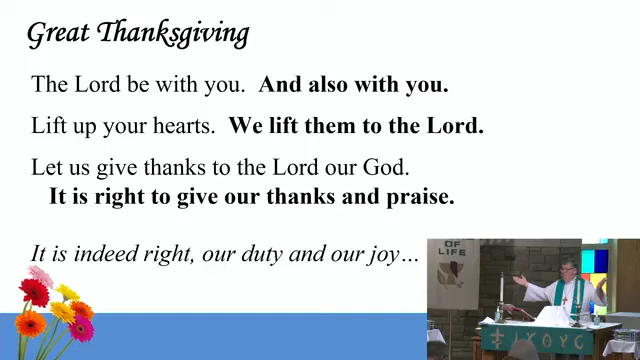 Great Thanksgiving
The Lord be with you. And also with you.
Lift up your hearts. We lift them to the Lord.
Let us give thanks to the Lord our God.
It is right to give our thanks and praise.
It is indeed right, our duty and our joy…
OF
LIFE
ΙΧΘΥΣ